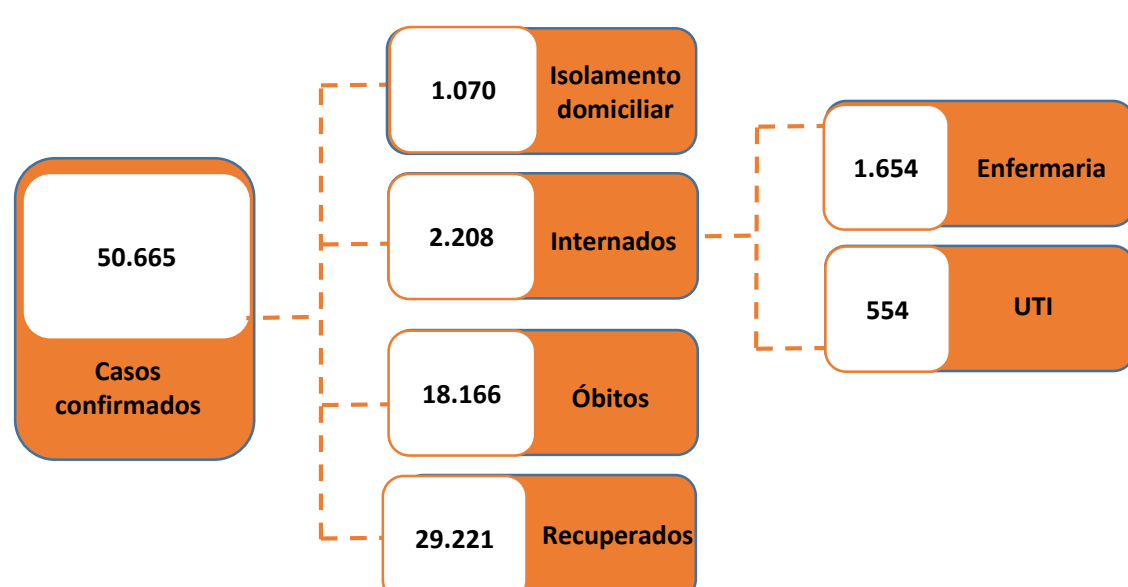 50.665
Casos
confirmados
1.070
Isolamento
domiciliar
2.208
Internados
18.166
Óbitos
29.221
Recuperados
1.654
Enfermaria
554
UTI